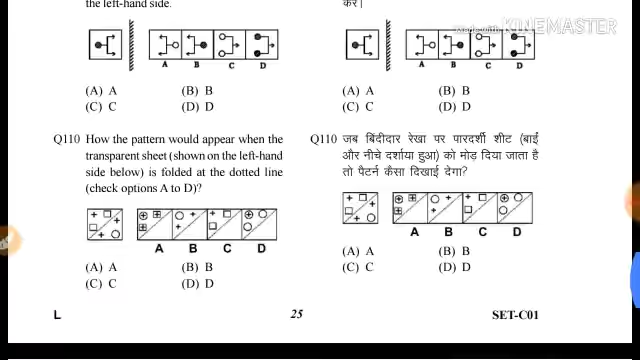 the left-hand side.
(A) A (B) B
(C) C (D) D
Q110 How the pattern would appear when the
transparent sheet (shown on the left-hand
side below) is folded at the dotted line
(check options A to D)?
A B C D
(A) A (B) B
(C) C (D) D
करें।
made with KINEMASTER
A B C D
(A) A (B) B
(C) C (D) D
Q110 जब बिंदीदार रेखा पर पारदर्शी शीट (बाईं
और नीचे दर्शाया हुआ) को मोड़ दिया जाता है
तो पैटर्न कैसा दिखाई देगा?
A B C D
(A) A (B) B
(C) C (D) D
L 25 SET-C01